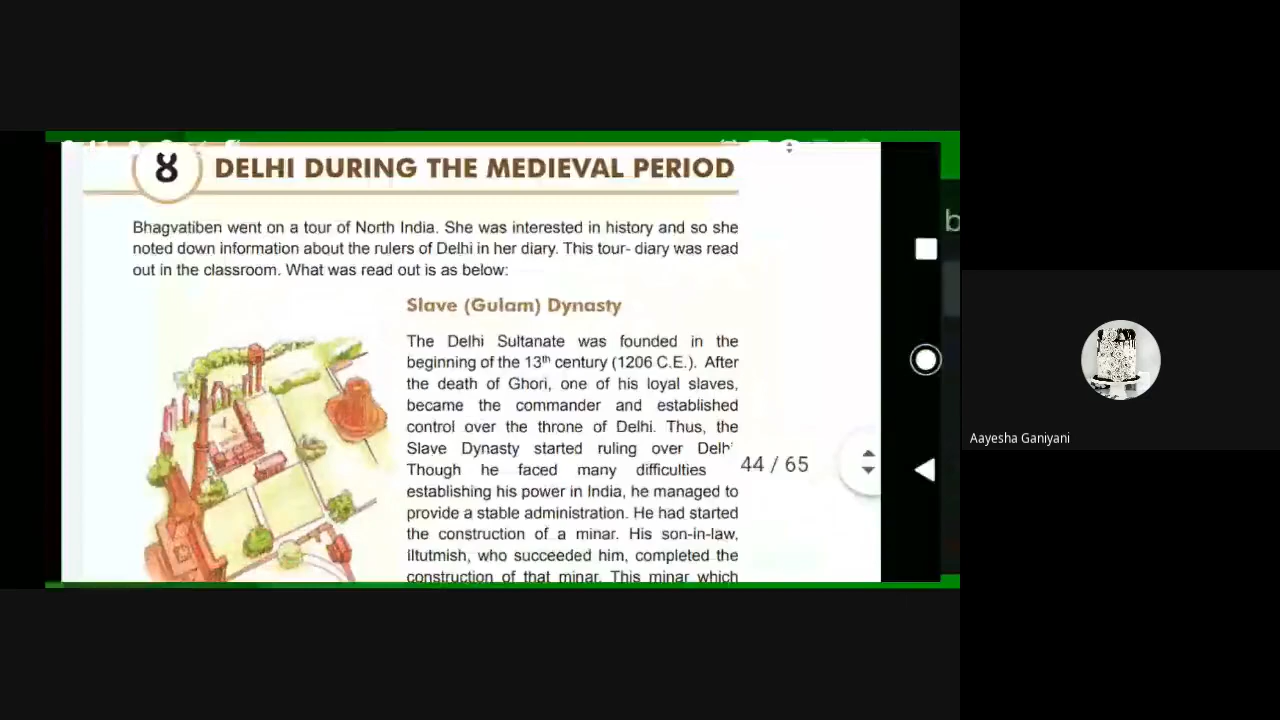 8 DELHI DURING THE MEDIEVAL PERIOD
Bhagvatiben went on a tour of North India. She was interested in history and so she
noted down information about the rulers of Delhi in her diary. This tour- diary was read
out in the classroom. What was read out is as below:
Slave (Gulam) Dynasty
The Delhi Sultanate was founded in the
beginning of the 13th century (1206 C.E.). After
the death of Ghori, one of his loyal slaves,
became the commander and established
control over the throne of Delhi. Thus, the
Slave Dynasty started ruling over Delh
Though he faced many difficulties
establishing his power in India, he managed to
provide a stable administration. He had started
the construction of a minar. His son-in-law,
Iltutmish, who succeeded him, completed the
construction of that minar. This minar which
44 / 65
b
Aayesha Ganiyani